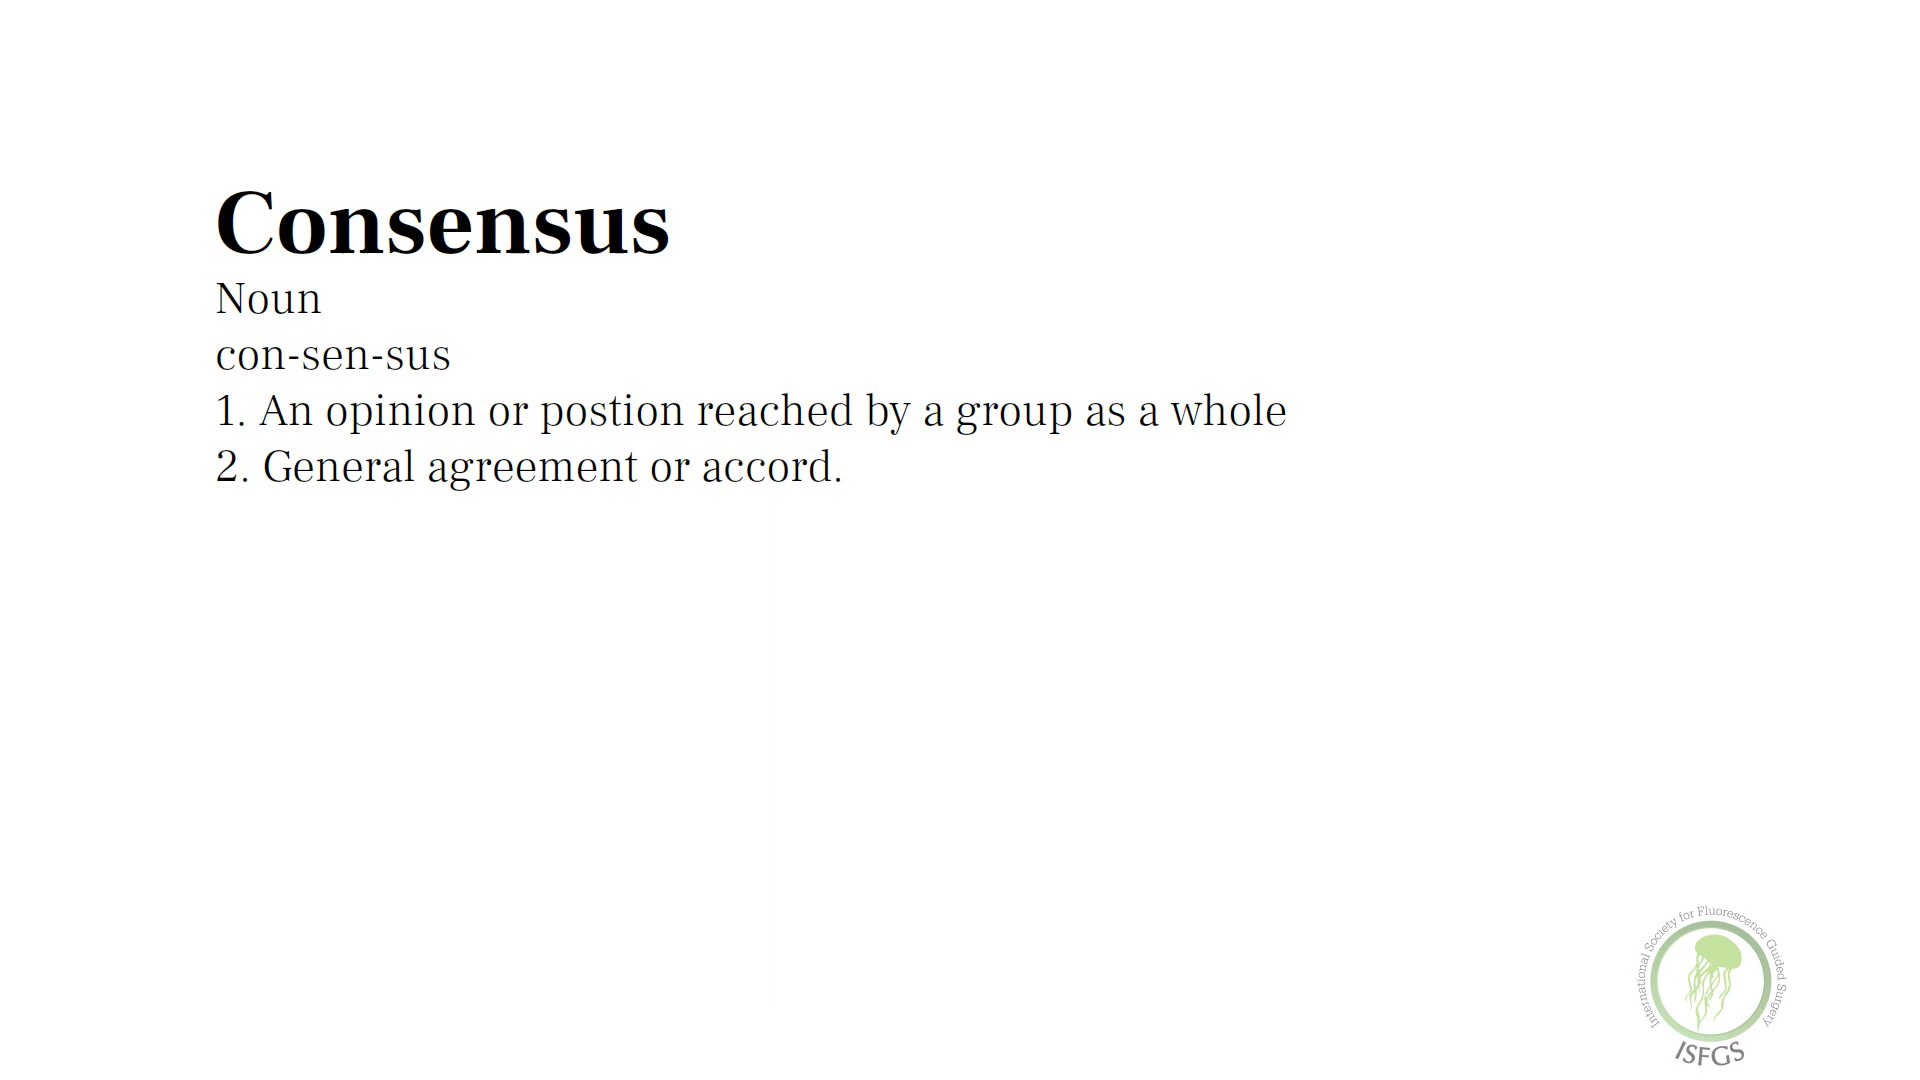 Consensus
Noun
con-sen-sus
1. An opinion or postion reached by a group as a whole
2. General agreement or accord.
International Society for Fluorescence Guided Surgery
ISFGS